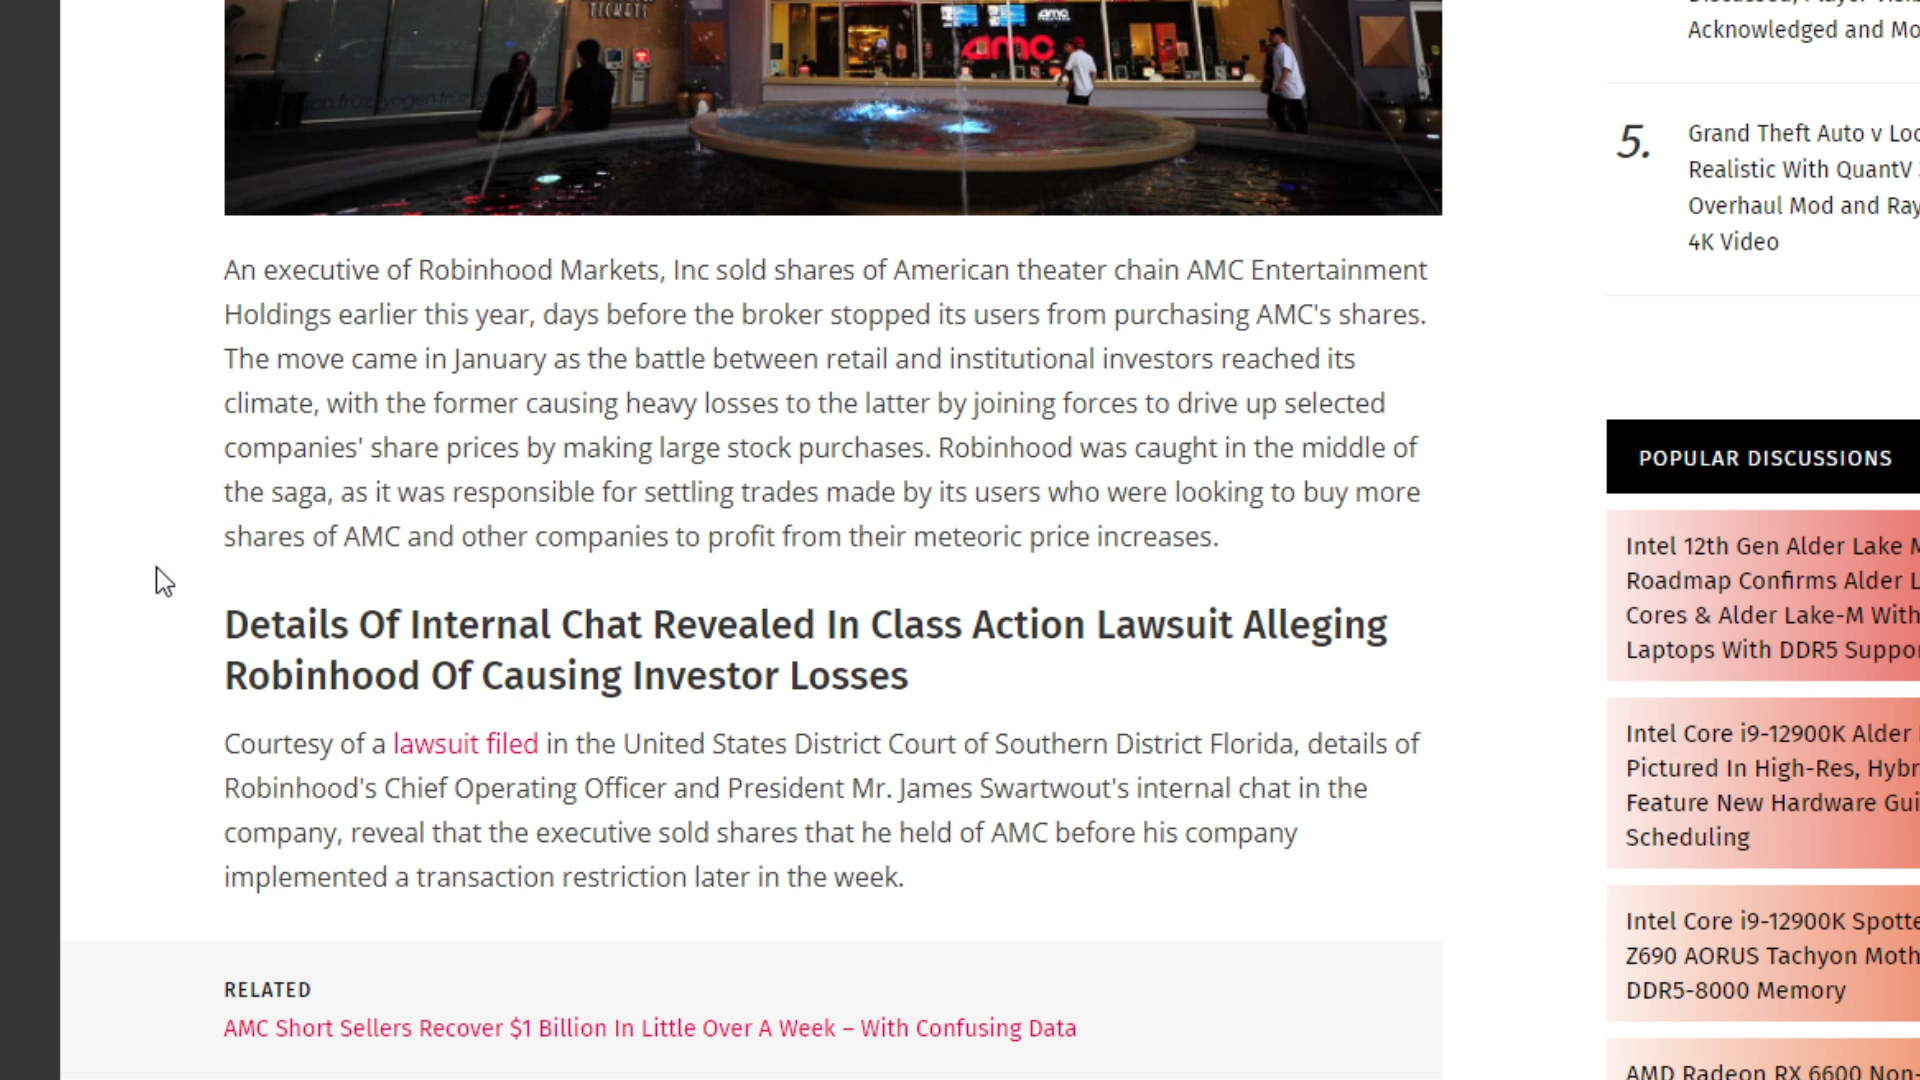 TICKETS
amc
amc
Acknowledged and Mo
5.
Grand Theft Auto v Loo
Realistic With QuantV
Overhaul Mod and Ray
4K Video
An executive of Robinhood Markets, Inc sold shares of American theater chain AMC Entertainment
Holdings earlier this year, days before the broker stopped its users from purchasing AMC's shares.
The move came in January as the battle between retail and institutional investors reached its
climate, with the former causing heavy losses to the latter by joining forces to drive up selected
companies' share prices by making large stock purchases. Robinhood was caught in the middle of
the saga, as it was responsible for settling trades made by its users who were looking to buy more
shares of AMC and other companies to profit from their meteoric price increases.
Details Of Internal Chat Revealed In Class Action Lawsuit Alleging
Robinhood Of Causing Investor Losses
Courtesy of a lawsuit filed in the United States District Court of Southern District Florida, details of
Robinhood's Chief Operating Officer and President Mr. James Swartwout's internal chat in the
company, reveal that the executive sold shares that he held of AMC before his company
implemented a transaction restriction later in the week.
RELATED
AMC Short Sellers Recover $1 Billion In Little Over A Week – With Confusing Data
POPULAR DISCUSSIONS
Intel 12th Gen Alder Lake M
Roadmap Confirms Alder L
Cores & Alder Lake-M With
Laptops With DDR5 Suppor
Intel Core i9-12900K Alder
Pictured In High-Res, Hybr
Feature New Hardware Gui
Scheduling
Intel Core i9-12900K Spotte
Z690 AORUS Tachyon Moth
DDR5-8000 Memory
AMD Radeon RX 6600 Non-